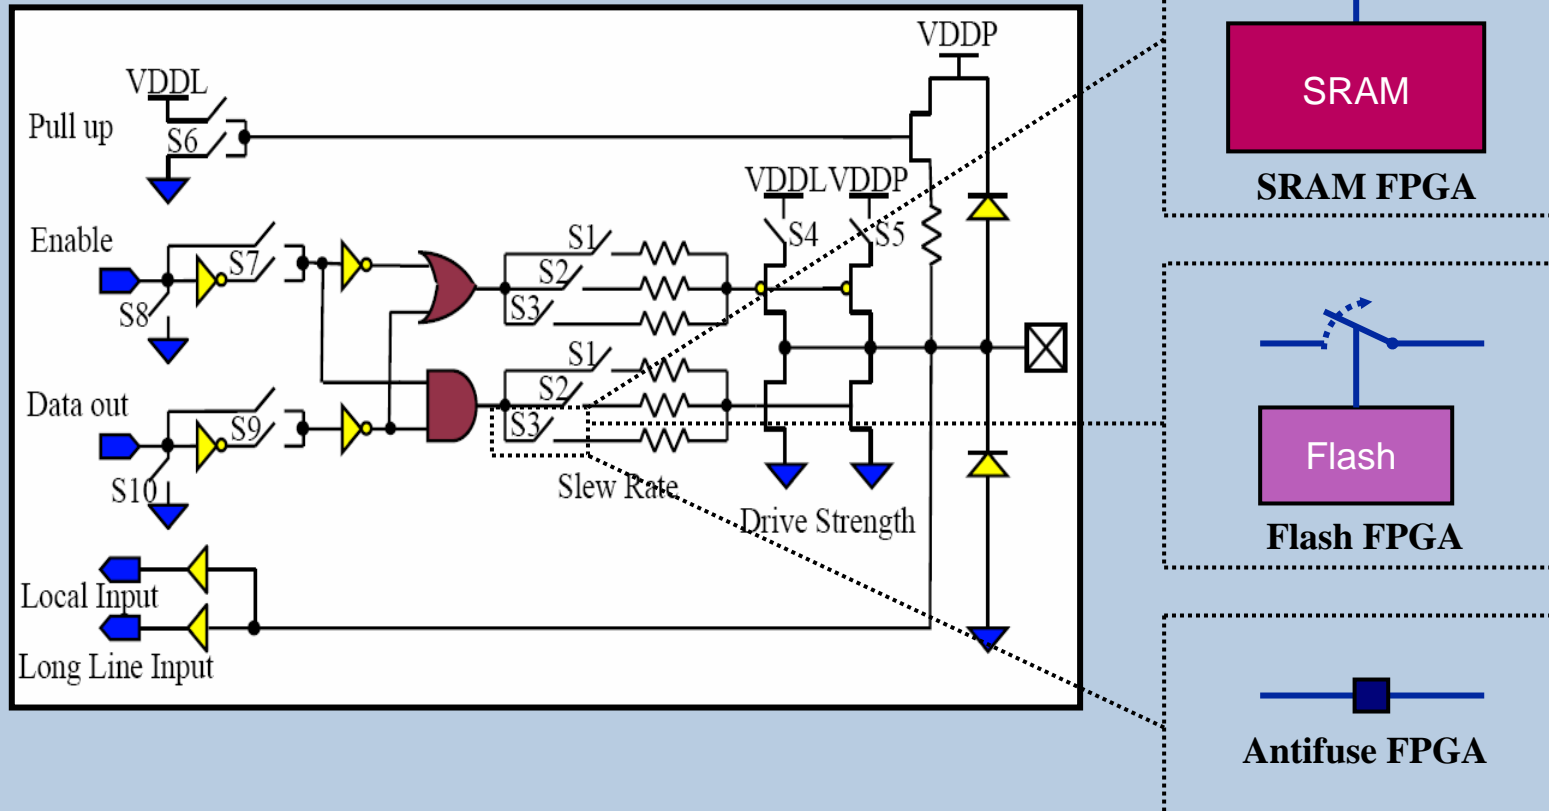 VDDP
VDDL
Pull up
S6
VDDL
VDDP
Enable
S7
S8
S1
S2
S3
S4
S5
Data out
S9
S10
S1
S2
S3
Slew Rate
Drive Strength
Local Input
Long Line Input
SRAM
SRAM FPGA
Flash
Flash FPGA
Antifuse FPGA